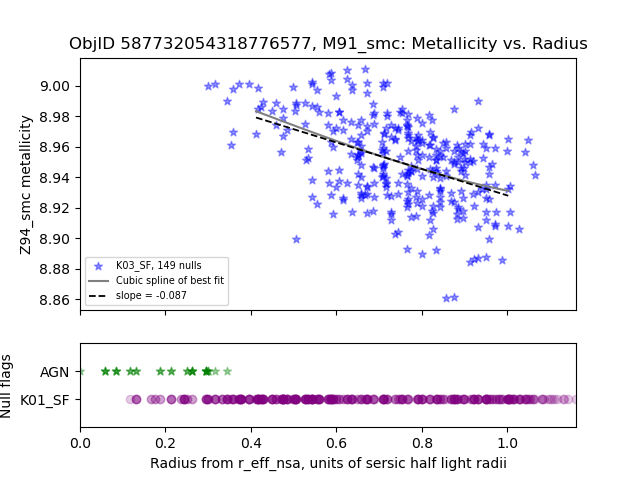 ObjID 587732054318776577, M91_smc: Metallicity vs. Radius
Z94_smc metallicity
9.00
8.98
8.96
8.94
8.92
8.90
8.88
8.86
K03_SF, 149 nulls
Cubic spline of best fit
slope = -0.087
Null flags
AGN
K01_SF
0.0 0.2 0.4 0.6 0.8 1.0
Radius from r_eff_nsa, units of sersic half light radii